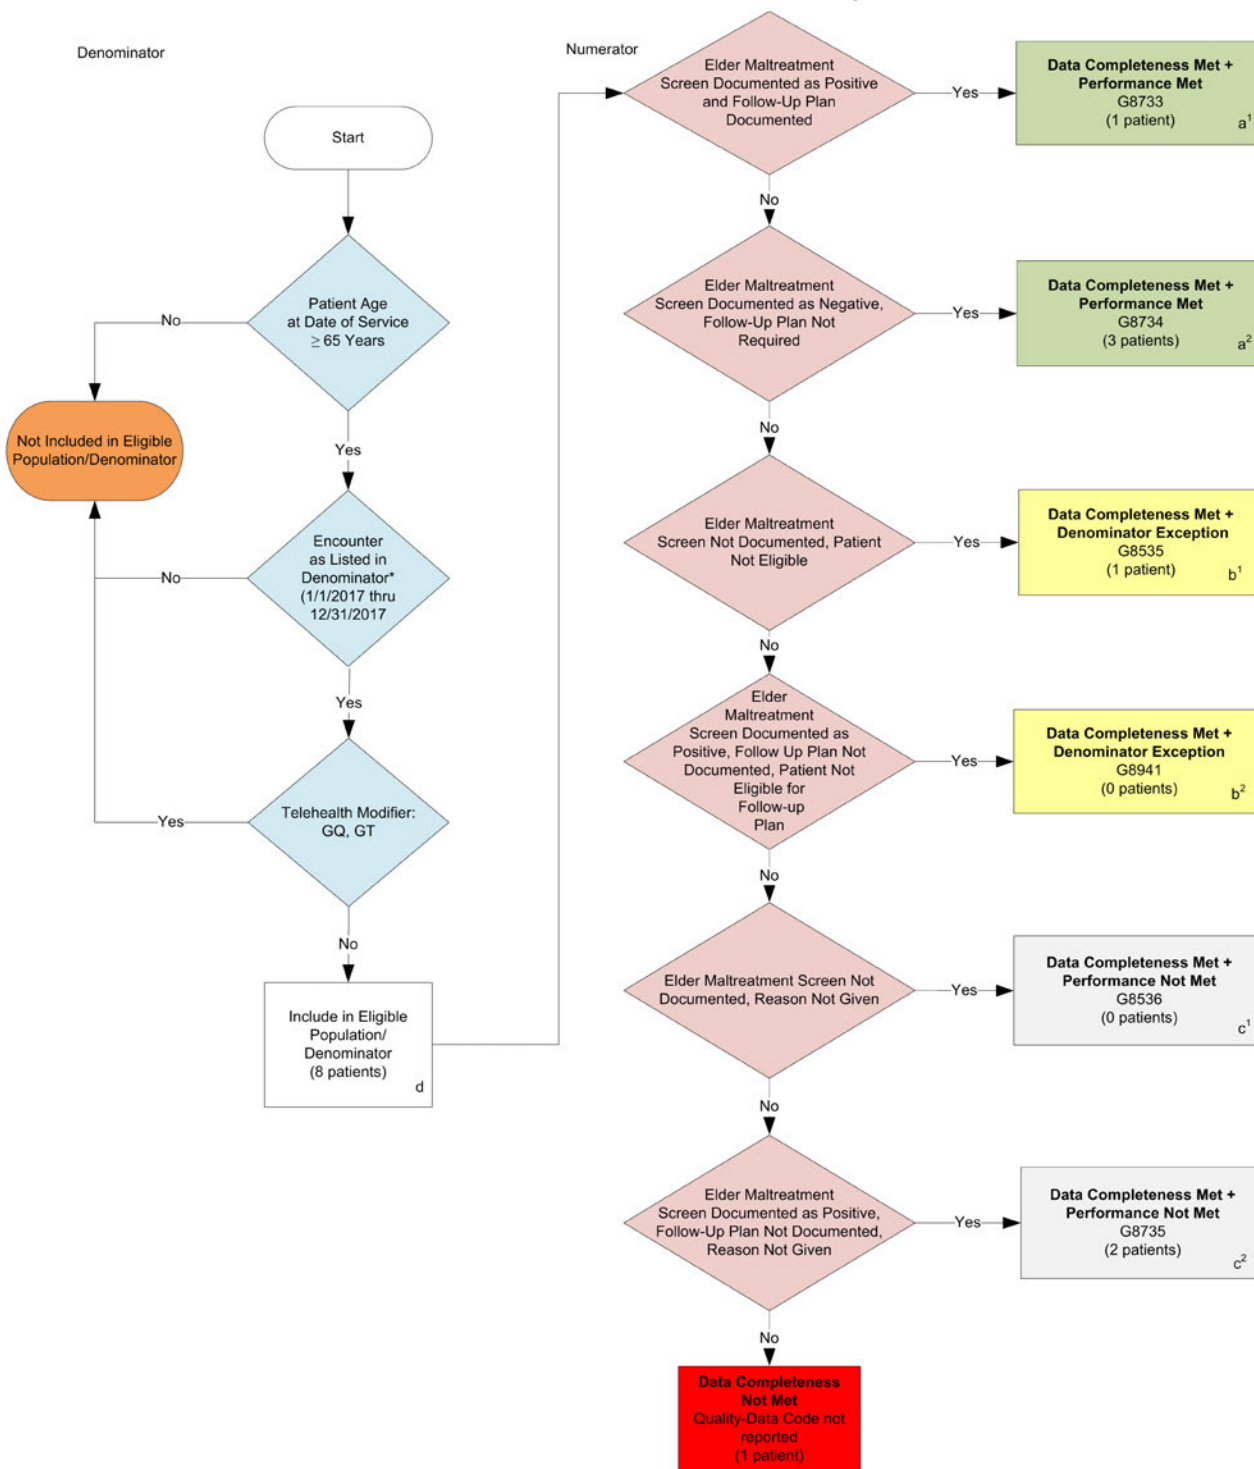 Denominator
Start
Patient Age
at Date of Service
≥ 65 Years
No
Not Included in Eligible
Population/Denominator
Yes
Encounter
as Listed in
Denominator*
(1/1/2017 thru
12/31/2017
No
Yes
Telehealth Modifier:
GQ, GT
Yes
No
Include in Eligible
Population/
Denominator
(8 patients)
d
Numerator
Elder Maltreatment
Screen Documented as Positive
and Follow-Up Plan
Documented
Yes
Data Completeness Met +
Performance Met
G8733
(1 patient)
a¹
No
Elder Maltreatment
Screen Documented as Negative,
Follow-Up Plan Not
Required
Yes
Data Completeness Met +
Performance Met
G8734
(3 patients)
a²
No
Elder Maltreatment
Screen Not Documented, Patient
Not Eligible
Yes
Data Completeness Met +
Denominator Exception
G8535
(1 patient)
b¹
No
Elder
Maltreatment
Screen Documented as
Positive, Follow Up Plan Not
Documented, Patient Not
Eligible for
Follow-up
Plan
Yes
Data Completeness Met +
Denominator Exception
G8941
(0 patients)
b²
No
Elder Maltreatment Screen Not
Documented, Reason Not Given
Yes
Data Completeness Met +
Performance Not Met
G8536
(0 patients)
c¹
No
Elder Maltreatment
Screen Documented as Positive,
Follow-Up Plan Not Documented,
Reason Not Given
Yes
Data Completeness Met +
Performance Not Met
G8735
(2 patients)
c²
No
Data Completeness
Not Met
Quality-Data Code not
reported
(1 patient)